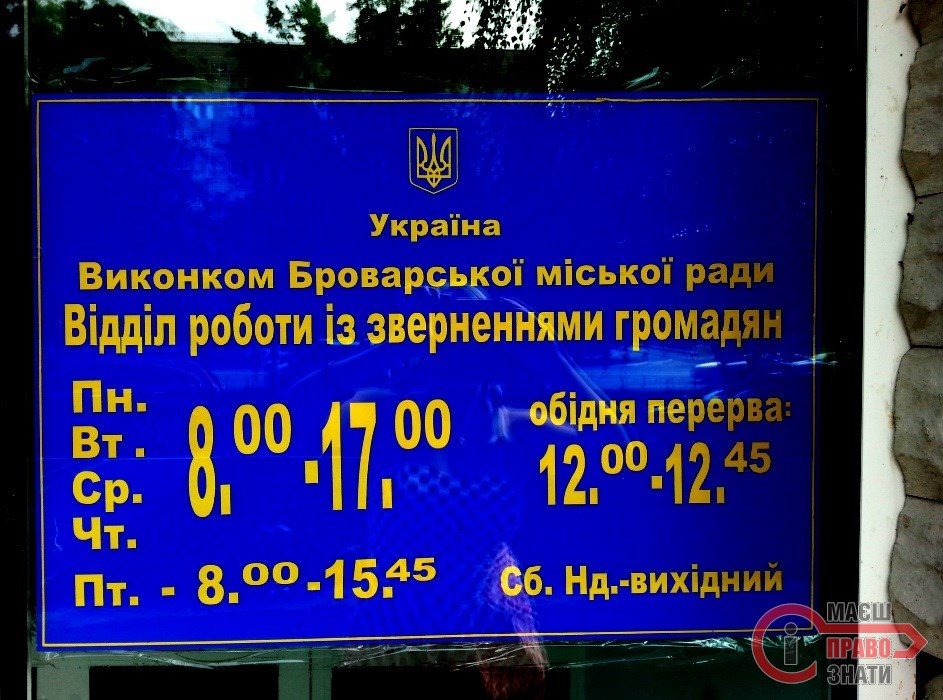 Україна
Виконком Броварської міської ради
Відділ роботи із зверненнями громадян
Пн.
Вт.
Ср.
Чт.
8.00-17.00
обідня перерва:
12.00-12.45
Пт. - 8.00-15.45
Сб. Нд.-вихідний
МАЄШ
ПРАВО
ЗНАТИ